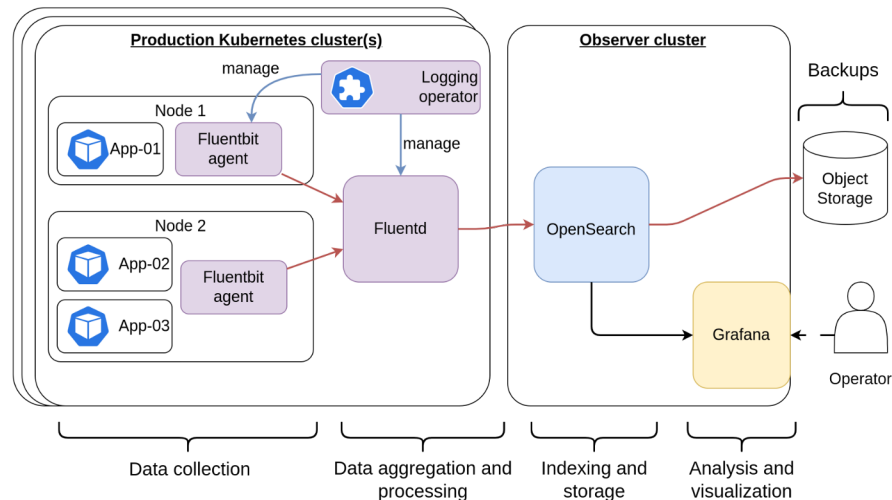 Production Kubernetes cluster(s)
manage
Logging
operator
Node 1
App-01
Fluentbit
agent
manage
Fluentd
Node 2
App-02
Fluentbit
agent
App-03
Observer cluster
OpenSearch
Grafana
Backups
Object
Storage
Operator
Data collection
Data aggregation and
processing
Indexing and
storage
Analysis and
visualization